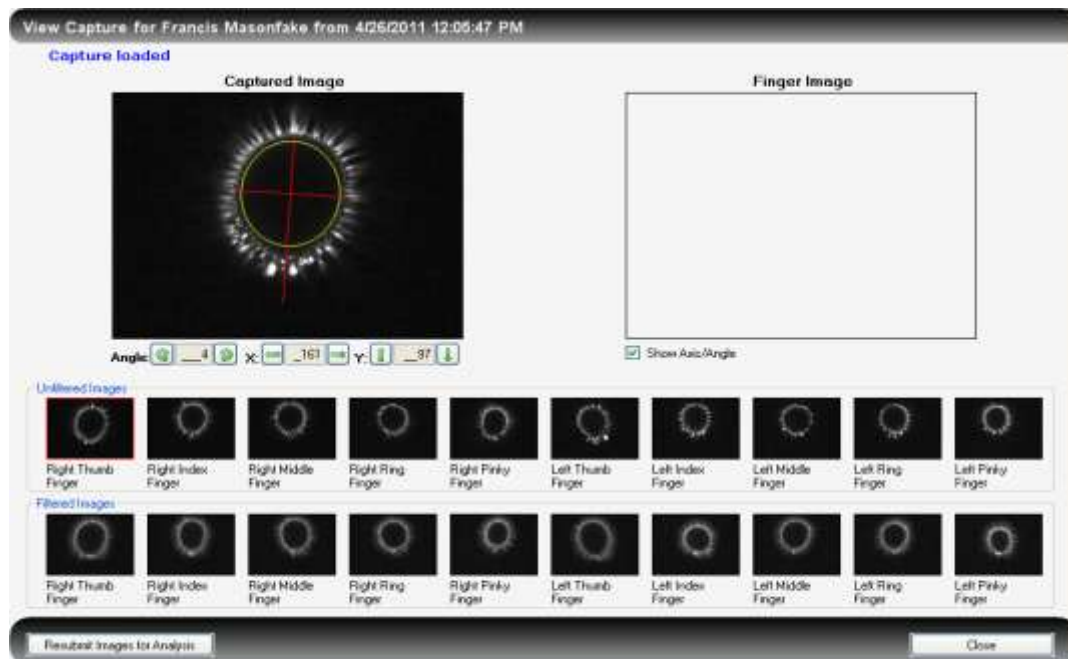 View Capture for Francis Masonfake from 4/26/2011 12:05:47 PM
Capture loaded
Captured Image
Finger Image
Angle: __4 X: _163 Y: __97
Show Axis/Angle
Unfiltered Images
Right Thumb Finger
Right Index Finger
Right Middle Finger
Right Ring Finger
Right Pinky Finger
Left Thumb Finger
Left Index Finger
Left Middle Finger
Left Ring Finger
Left Pinky Finger
Filtered Images
Right Thumb Finger
Right Index Finger
Right Middle Finger
Right Ring Finger
Right Pinky Finger
Left Thumb Finger
Left Index Finger
Left Middle Finger
Left Ring Finger
Left Pinky Finger
Resubmit Images for Analysis
Close